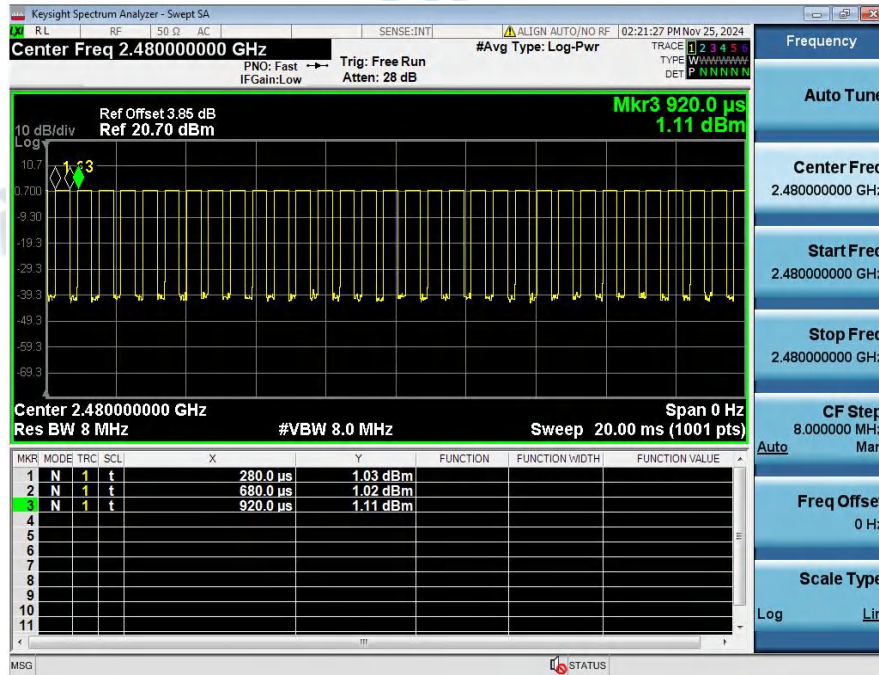 Keysight Spectrum Analyzer - Swept SA
LXI RL RF 50 Ω AC SENSE:INT ALIGN AUTO/NO RF 02:21:27 PM Nov 25, 2024
Center Freq 2.480000000 GHz #Avg Type: Log-Pwr TRACE 1 2 3 4 5 6
PNO: Fast Trig: Free Run TYPE WWWWWW
IFGain:Low Atten: 28 dB DET P N N N N N
Frequency
Auto Tune
Center Freq
2.480000000 GHz
Start Freq
2.480000000 GHz
Stop Freq
2.480000000 GHz
CF Step
8.000000 MHz
Auto Man
Freq Offset
0 Hz
Scale Type
Log Lin
Mkr3 920.0 µs
1.11 dBm
Ref Offset 3.85 dB
10 dB/div Ref 20.70 dBm
Log
10.7
0.700
-9.30
-19.3
-29.3
-39.3
-49.3
-59.3
-69.3
3
Center 2.480000000 GHz Span 0 Hz
Res BW 8 MHz #VBW 8.0 MHz Sweep 20.00 ms (1001 pts)
MKR MODE TRC SCL X Y FUNCTION FUNCTION WIDTH FUNCTION VALUE
1 N 1 t 280.0 µs 1.03 dBm
2 N 1 t 680.0 µs 1.02 dBm
3 N 1 t 920.0 µs 1.11 dBm
4
5
6
7
8
9
10
11
MSG STATUS